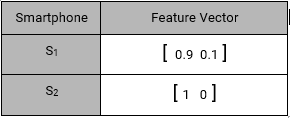 Smartphone Feature Vector
S₁ [ 0.9 0.1 ]
S₂ [ 1 0 ]